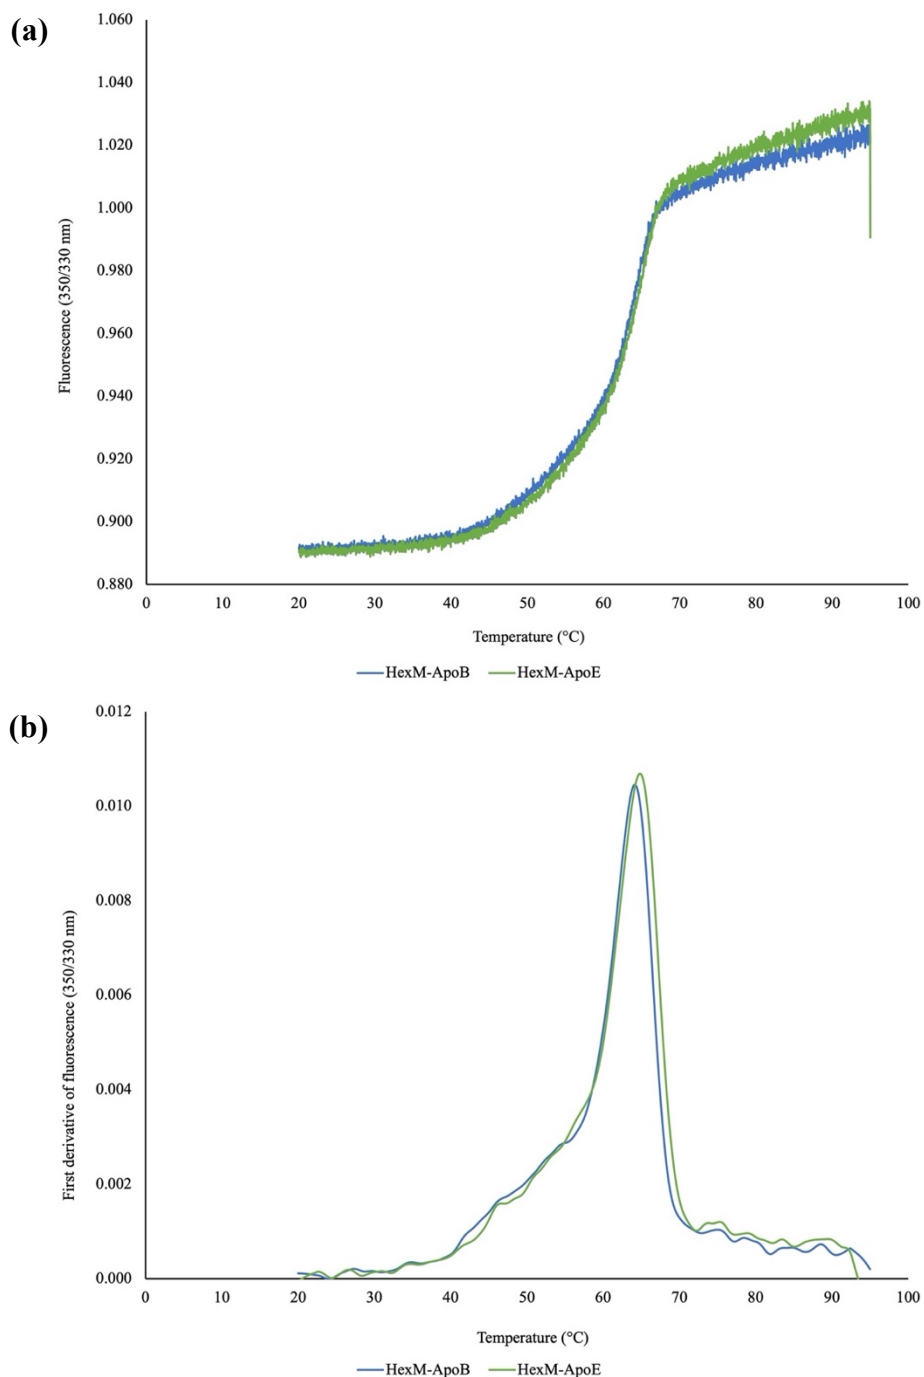 (a)
1.060
1.040
1.020
1.000
0.980
0.960
0.940
0.920
0.900
0.880
Fluorescence (350/330 nm)
0 10 20 30 40 50 60 70 80 90 100
Temperature (°C)
HexM-ApoB HexM-ApoE
(b)
0.012
0.010
0.008
0.006
0.004
0.002
0.000
First derivative of fluorescence (350/330 nm)
0 10 20 30 40 50 60 70 80 90 100
Temperature (°C)
HexM-ApoB HexM-ApoE